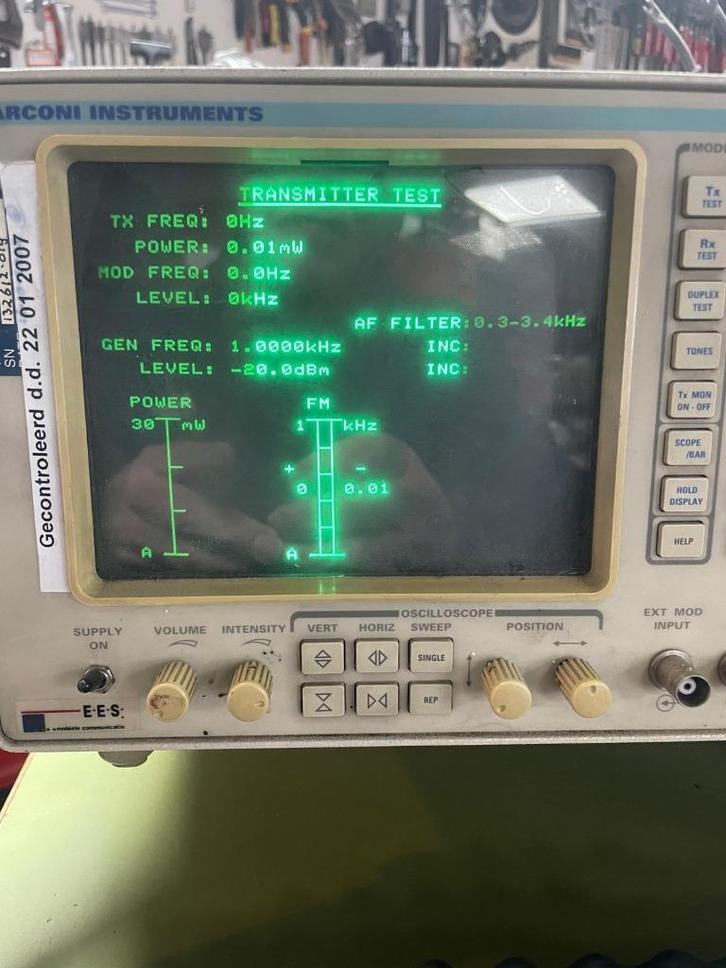 ARCONI INSTRUMENTS
TRANSMITTER TEST
TX FREQ: 0Hz
POWER: 0.01mW
MOD FREQ: 0.0Hz
LEVEL: 0kHz
AF FILTER:0.3-3.4kHz
GEN FREQ: 1.0000kHz INC:
LEVEL: -20.0dBm INC:
POWER FM
30 mW 1 kHz
+ -
0 0.01
A A
SN
Gecontroleerd d.d. 22 01 2007
MODE
Tx
TEST
Rx
TEST
DUPLEX
TEST
TONES
Tx MON
ON - OFF
SCOPE
/BAR
HOLD
DISPLAY
HELP
OSCILLOSCOPE
SUPPLY
ON
VOLUME
INTENSITY
VERT
HORIZ
SWEEP
POSITION
EXT MOD
INPUT
SINGLE
REP
E·E·S:
mobiele communicatie